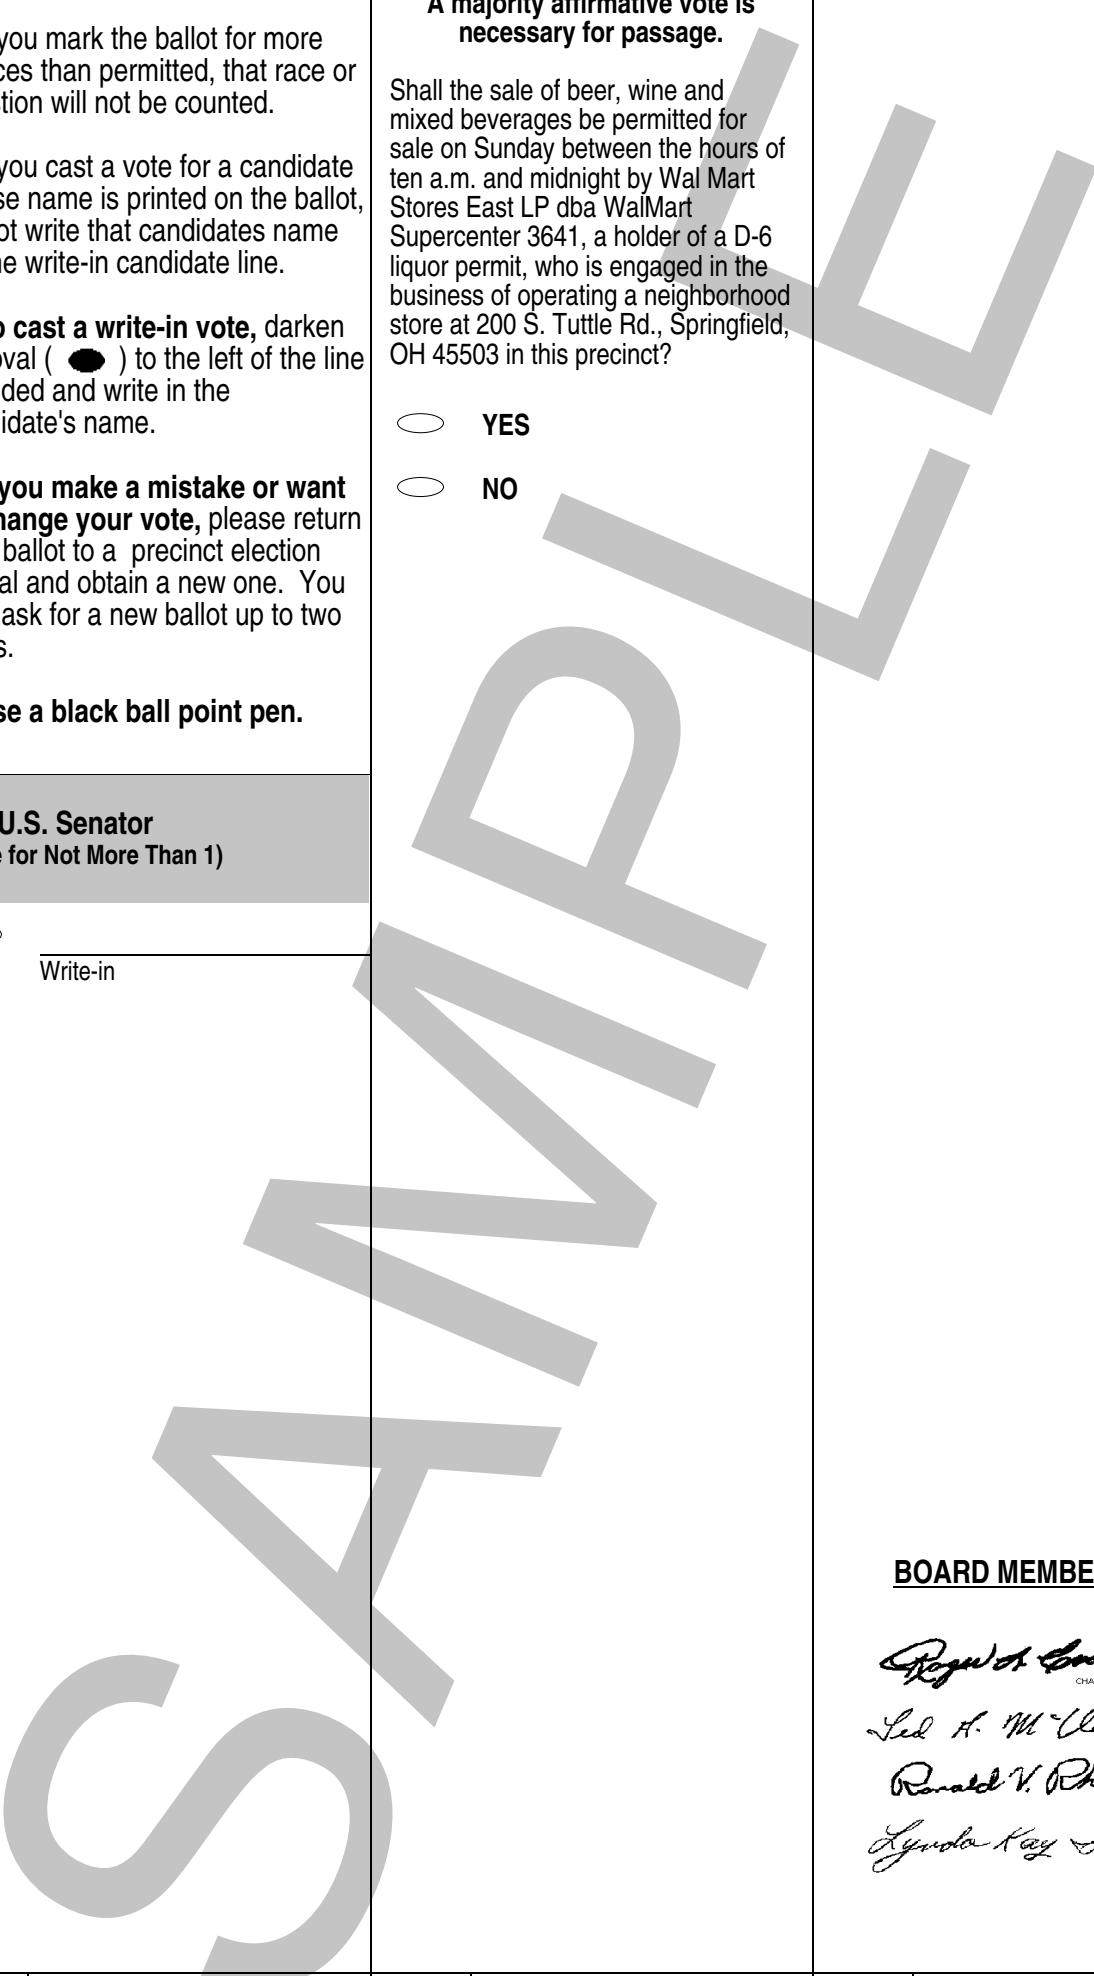 you mark the ballot for more
ces than permitted, that race or
tion will not be counted.
you cast a vote for a candidate
se name is printed on the ballot,
ot write that candidates name
ne write-in candidate line.
o cast a write-in vote, darken
oval ( ) to the left of the line
ded and write in the
idate's name.
you make a mistake or want
hange your vote, please return
ballot to a precinct election
al and obtain a new one. You
ask for a new ballot up to two
s.
se a black ball point pen.
U.S. Senator
e for Not More Than 1)
Write-in
A majority affirmative vote is
necessary for passage.
Shall the sale of beer, wine and
mixed beverages be permitted for
sale on Sunday between the hours of
ten a.m. and midnight by Wal Mart
Stores East LP dba WalMart
Supercenter 3641, a holder of a D-6
liquor permit, who is engaged in the
business of operating a neighborhood
store at 200 S. Tuttle Rd., Springfield,
OH 45503 in this precinct?
YES
NO
BOARD MEMBE
CHA
Ronald V. Rh
Lynda Kay
SAMPLE